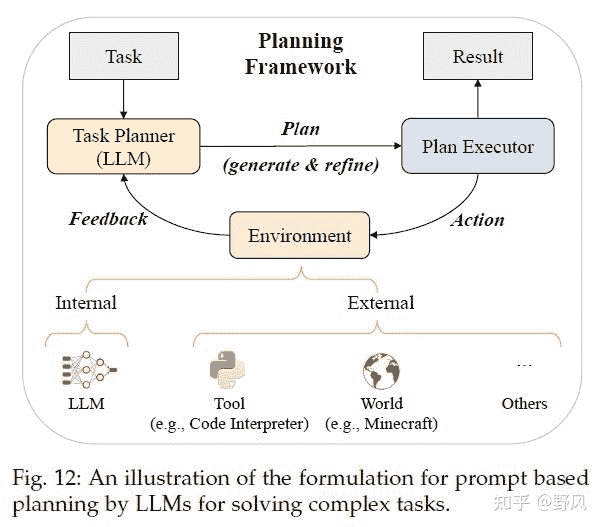 Planning
Framework
Task
Result
Task Planner
(LLM)
Plan
(generate & refine)
Plan Executor
Feedback
Environment
Action
Internal
External
LLM
Tool
(e.g., Code Interpreter)
World
(e.g., Minecraft)
...
Others
Fig. 12: An illustration of the formulation for prompt based
planning by LLMs for solving complex tasks.
知乎 @野风